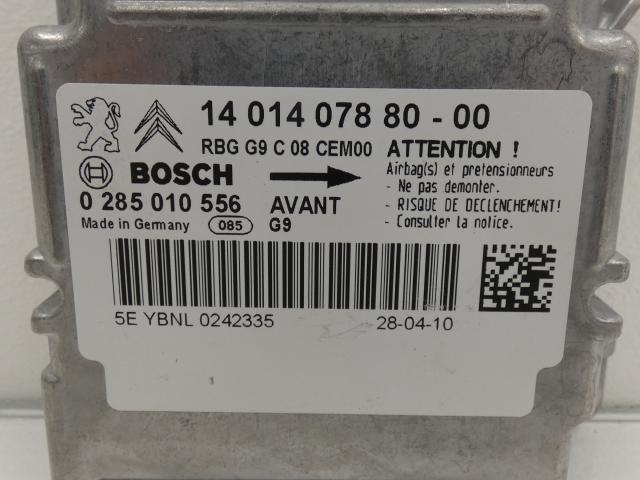 14 014 078 80 - 00
RBG G9 C 08 CEM00
ATTENTION !
Airbag(s) et pretensionneurs
- Ne pas demonter.
- RISQUE DE DECLENCHEMENT!
- Consulter la notice.
BOSCH
0 285 010 556 AVANT
Made in Germany 085 G9
5E YBNL 0242335 28-04-10